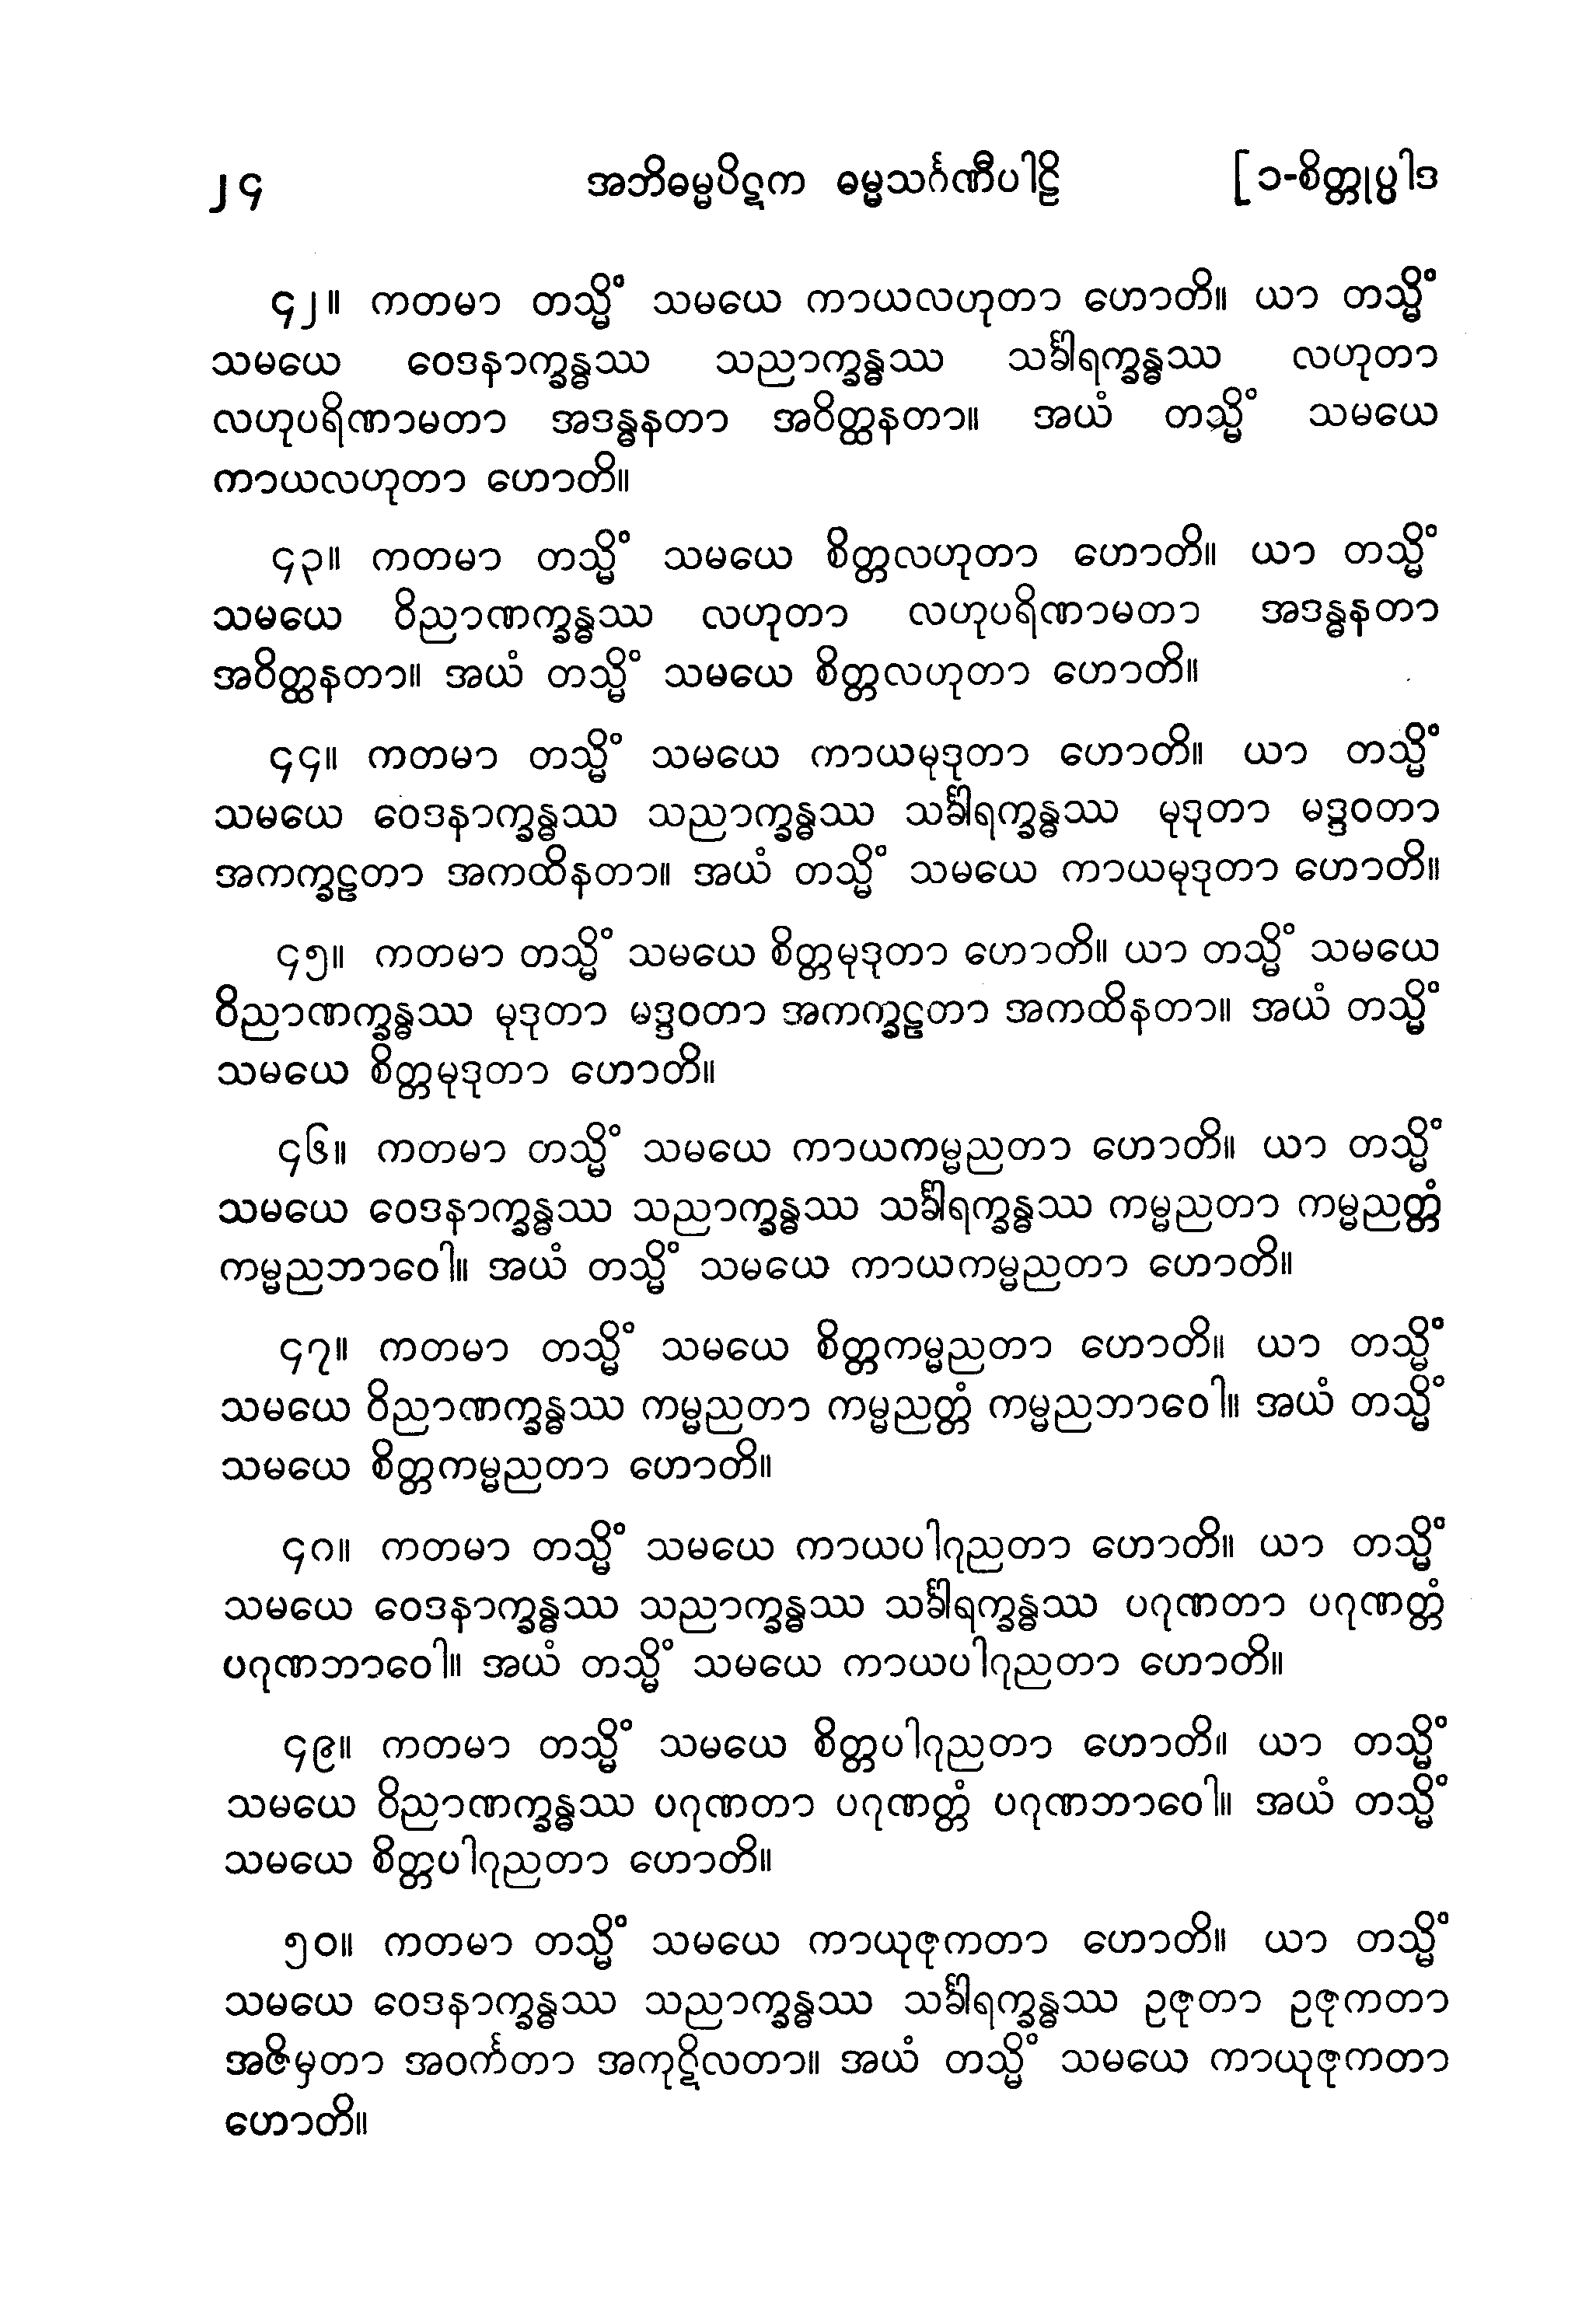 ၂၄ အဘိဓမ္မပိဋက ဓမ္မသင်္ဂဏီပါဠိ [ ၁-စိတ္တုပ္ပါဒ
၄၂။ ကတမာ တသ္မိံ သမယေ ကာယလဟုတာ ဟောတိ။ ယာ တသ္မိံ
သမယေ ဝေဒနာက္ခန္ဓဿ သညာက္ခန္ဓဿ သင်္ခါရက္ခန္ဓဿ လဟုတာ
လဟုပရိဏာမတာ အဒန္ဓနတာ အဝိတ္ထနတာ။ အယံ တသ္မိံ သမယေ
ကာယလဟုတာ ဟောတိ။
၄၃။ ကတမာ တသ္မိံ သမယေ စိတ္တလဟုတာ ဟောတိ။ ယာ တသ္မိံ
သမယေ ဝိညာဏက္ခန္ဓဿ လဟုတာ လဟုပရိဏာမတာ အဒန္ဓနတာ
အဝိတ္ထနတာ။ အယံ တသ္မိံ သမယေ စိတ္တလဟုတာ ဟောတိ။
၄၄။ ကတမာ တသ္မိံ သမယေ ကာယမုဒုတာ ဟောတိ။ ယာ တသ္မိံ
သမယေ ဝေဒနာက္ခန္ဓဿ သညာက္ခန္ဓဿ သင်္ခါရက္ခန္ဓဿ မုဒုတာ မဒ္ဒဝတာ
အကက္ခဠတာ အကထိနတာ။ အယံ တသ္မိံ သမယေ ကာယမုဒုတာ ဟောတိ။
၄၅။ ကတမာ တသ္မိံ သမယေ စိတ္တမုဒုတာ ဟောတိ။ ယာ တသ္မိံ သမယေ
ဝိညာဏက္ခန္ဓဿ မုဒုတာ မဒ္ဒဝတာ အကက္ခဠတာ အကထိနတာ။ အယံ တသ္မိံ
သမယေ စိတ္တမုဒုတာ ဟောတိ။
၄၆။ ကတမာ တသ္မိံ သမယေ ကာယကမ္မညတာ ဟောတိ။ ယာ တသ္မိံ
သမယေ ဝေဒနာက္ခန္ဓဿ သညာက္ခန္ဓဿ သင်္ခါရက္ခန္ဓဿ ကမ္မညတာ ကမ္မညတ္တံ
ကမ္မညဘာဝေါ။ အယံ တသ္မိံ သမယေ ကာယကမ္မညတာ ဟောတိ။
၄၇။ ကတမာ တသ္မိံ သမယေ စိတ္တကမ္မညတာ ဟောတိ။ ယာ တသ္မိံ
သမယေ ဝိညာဏက္ခန္ဓဿ ကမ္မညတာ ကမ္မညတ္တံ ကမ္မညဘာဝေါ။ အယံ တသ္မိံ
သမယေ စိတ္တကမ္မညတာ ဟောတိ။
၄၈။ ကတမာ တသ္မိံ သမယေ ကာယပါဂုညတာ ဟောတိ။ ယာ တသ္မိံ
သမယေ ဝေဒနာက္ခန္ဓဿ သညာက္ခန္ဓဿ သင်္ခါရက္ခန္ဓဿ ပဂုဏတာ ပဂုဏတ္တံ
ပဂုဏဘာဝေါ။ အယံ တသ္မိံ သမယေ ကာယပါဂုညတာ ဟောတိ။
၄၉။ ကတမာ တသ္မိံ သမယေ စိတ္တပါဂုညတာ ဟောတိ။ ယာ တသ္မိံ
သမယေ ဝိညာဏက္ခန္ဓဿ ပဂုဏတာ ပဂုဏတ္တံ ပဂုဏဘာဝေါ။ အယံ တသ္မိံ
သမယေ စိတ္တပါဂုညတာ ဟောတိ။
၅၀။ ကတမာ တသ္မိံ သမယေ ကာယုဇုကတာ ဟောတိ။ ယာ တသ္မိံ
သမယေ ဝေဒနာက္ခန္ဓဿ သညာက္ခန္ဓဿ သင်္ခါရက္ခန္ဓဿ ဥဇုတာ ဥဇုကတာ
အဇိမှတာ အဝင်္ကတာ အကုဋိလတာ။ အယံ တသ္မိံ သမယေ ကာယုဇုကတာ
ဟောတိ။